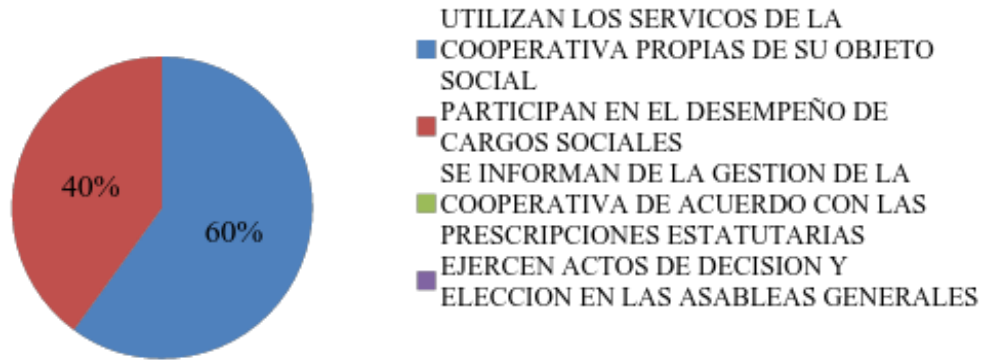 UTILIZAN LOS SERVICOS DE LA
COOPERATIVA PROPIAS DE SU OBJETO
SOCIAL
PARTICIPAN EN EL DESEMPEÑO DE
CARGOS SOCIALES
SE INFORMAN DE LA GESTION DE LA
COOPERATIVA DE ACUERDO CON LAS
PRESCRIPCIONES ESTATUTARIAS
EJERCEN ACTOS DE DECISION Y
ELECCION EN LAS ASABLEAS GENERALES
40%
60%